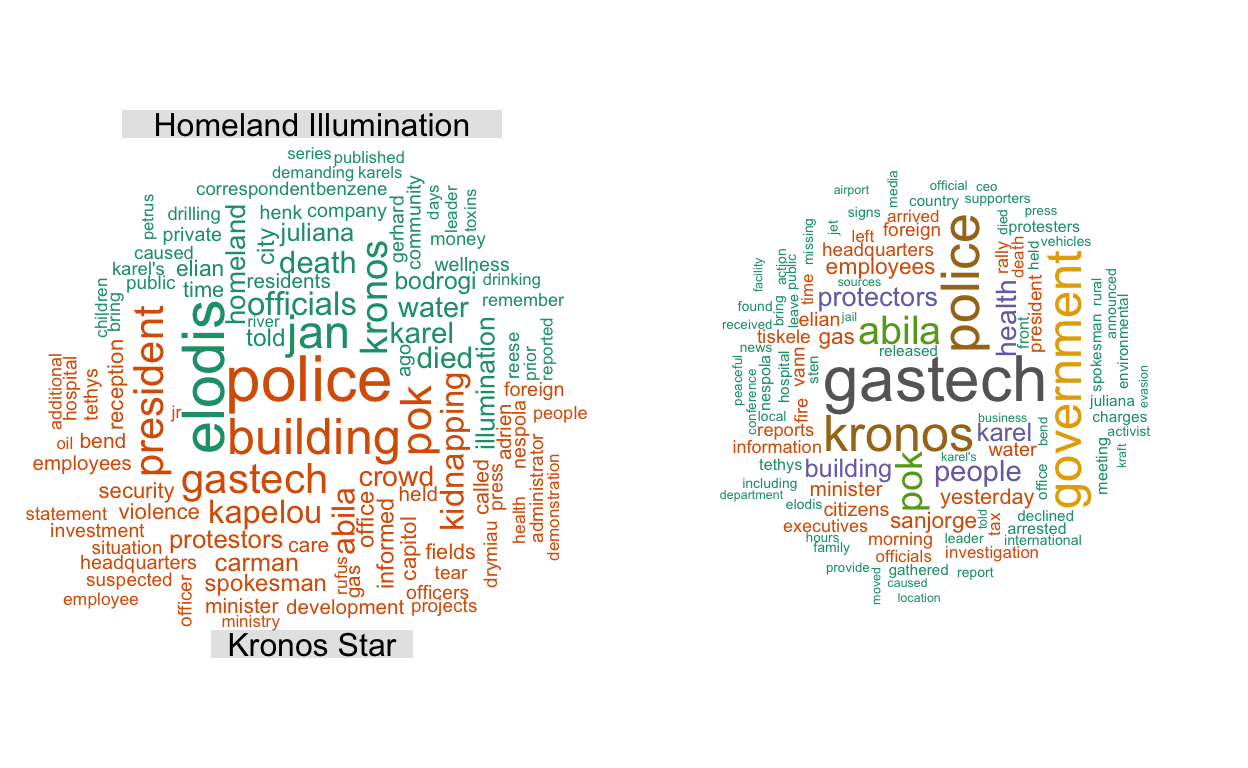 Homeland Illumination
series published
demanding karels
correspondent benzene
petrus
drilling
homeland
henk company
gerhard
community
days
leader
toxins
private
city
juliana
money
caused
karel's
elian
death
kronos
bodrogi
wellness
public
time
residents
drinking
children
bring
officials
water
remember
river
told
jan
karel
elodis
ago
died
illumination
reese
prior
reported
president
police
additional
hospital
tethys
reception
jr
pok
kidnapping
foreign
adrien
nespola
people
oil
bend
building
employees
gastech
crowd
called
press
administrator
security
held
health
demonstration
statement
violence
kapelou
abila
office
investment
informed
capitol
situation
protestors
care
fields
drymiau
headquarters
carman
rufus
gas
tear
suspected
spokesman
officers
employee
officer
minister
development
projects
ministry
Kronos Star
airport
media
official
ceo
country
supporters
signs
arrived
foreign
died
press
protesters
missing
jet
left
police
rally
death
held
vehicles
headquarters
government
facility
action
public
employees
sources
health
president
found
bring
leave
time
protectors
front
rural
announced
received
elian
jail
abila
spokesman
environmental
tiskele
gas
released
news
vann
sten
peaceful
conference
nespola
hospital
gastech
evasion
juliana
local
fire
business
charges
reports
kronos
karel
bend
activist
information
water
karel's
kraft
tethys
building
pok
people
office
meeting
including
minister
yesterday
department
elodis
citizens
executives
sanjorge
told
tax
declined
arrested
hours
morning
leader
international
family
officials
investigation
provide
moved
gathered
report
caused
location